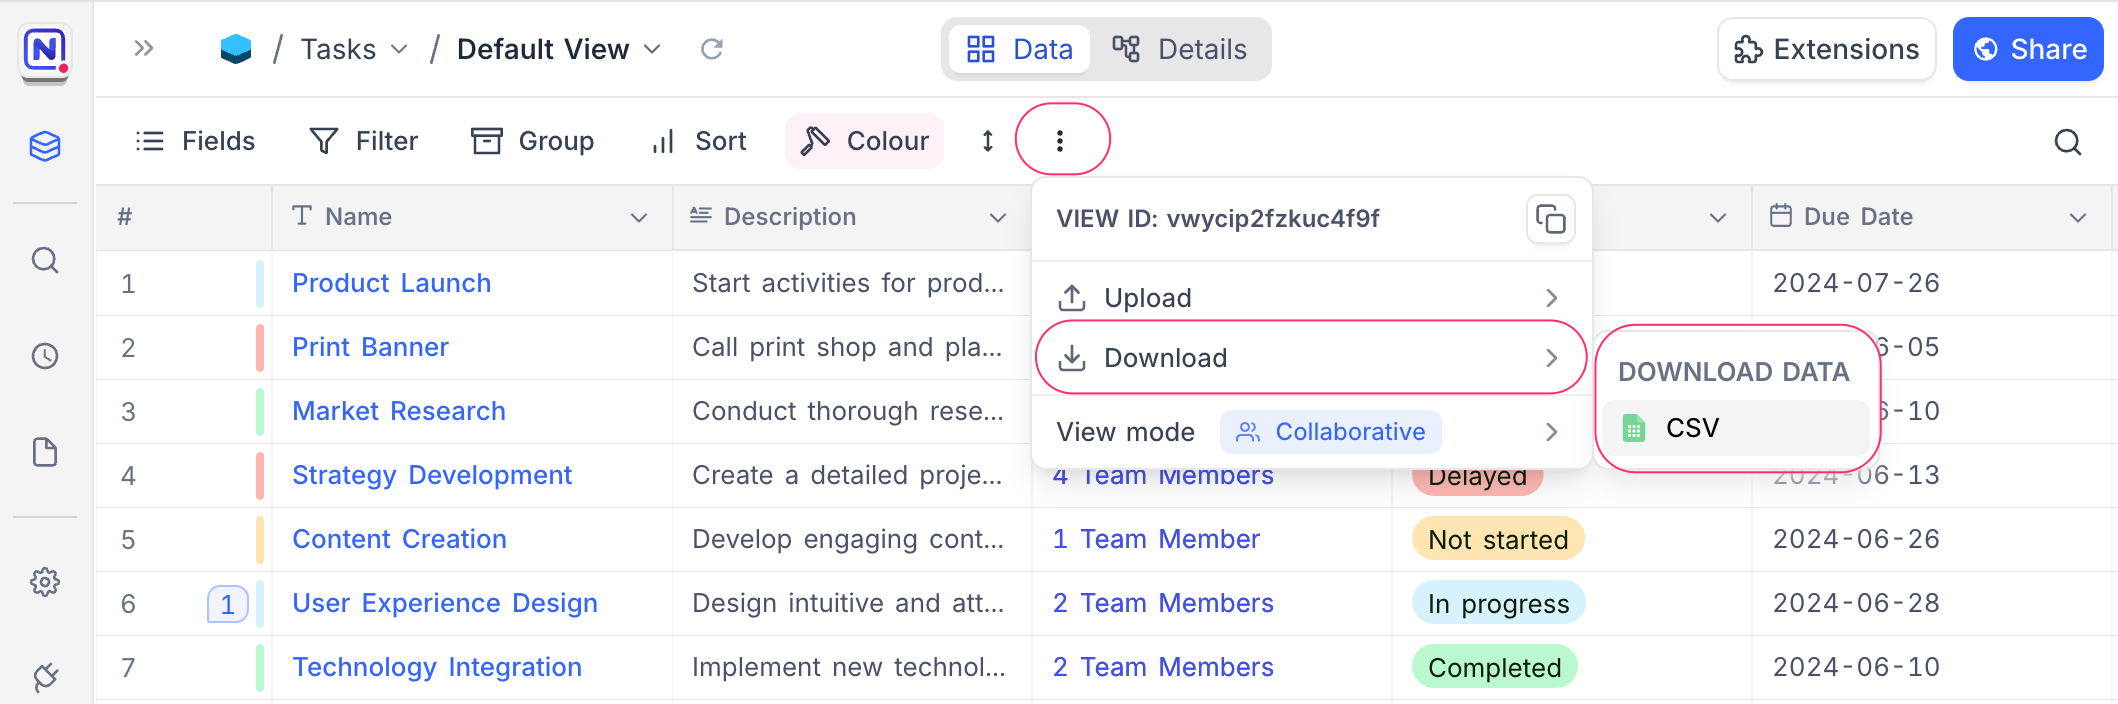 N
/ Tasks / Default View
Data Details
Extensions Share
Fields Filter Group Sort Colour
# Name Description Due Date
VIEW ID: vwycip2fzkuc4f9f
Upload
Download
View mode Collaborative
DOWNLOAD DATA
CSV
1 Product Launch Start activities for prod... 2024-07-26
2 Print Banner Call print shop and pla... 6-05
3 Market Research Conduct thorough rese... 6-10
4 Strategy Development Create a detailed proje... 4 Team Members Delayed 2024-06-13
5 Content Creation Develop engaging cont... 1 Team Member Not started 2024-06-26
6 1 User Experience Design Design intuitive and att... 2 Team Members In progress 2024-06-28
7 Technology Integration Implement new technol... 2 Team Members Completed 2024-06-10